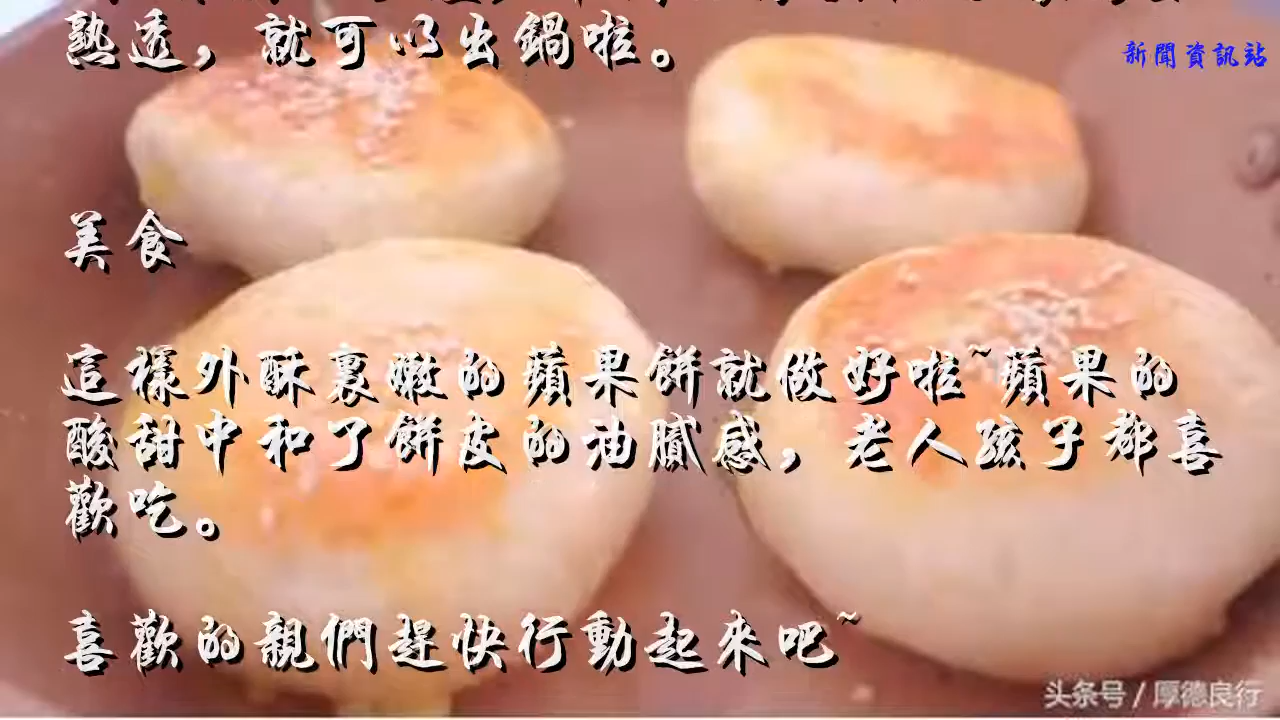 熟透，就可以出鍋啦。
新聞資訊站
美食
這樣外酥裏嫩的蘋果餅就做好啦~蘋果的
酸甜中和了餅皮的油膩感，老人孩子都喜
歡吃。
喜歡的親們趕快行動起來吧~
头条号 / 厚德良行